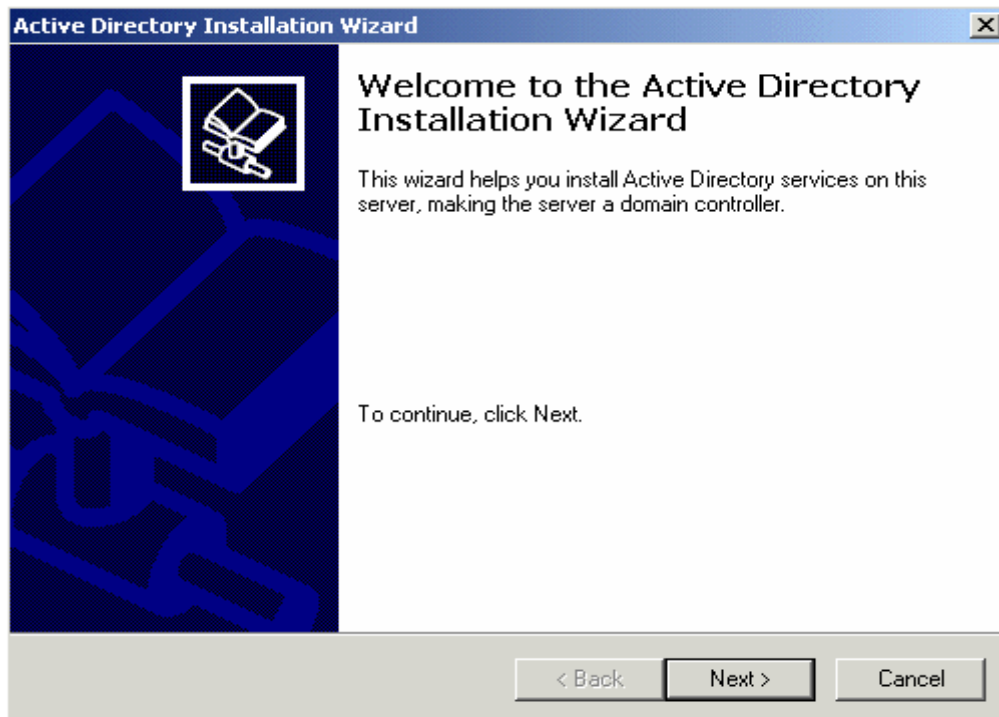 Active Directory Installation Wizard
Welcome to the Active Directory
Installation Wizard
This wizard helps you install Active Directory services on this
server, making the server a domain controller.
To continue, click Next.
< Back
Next >
Cancel